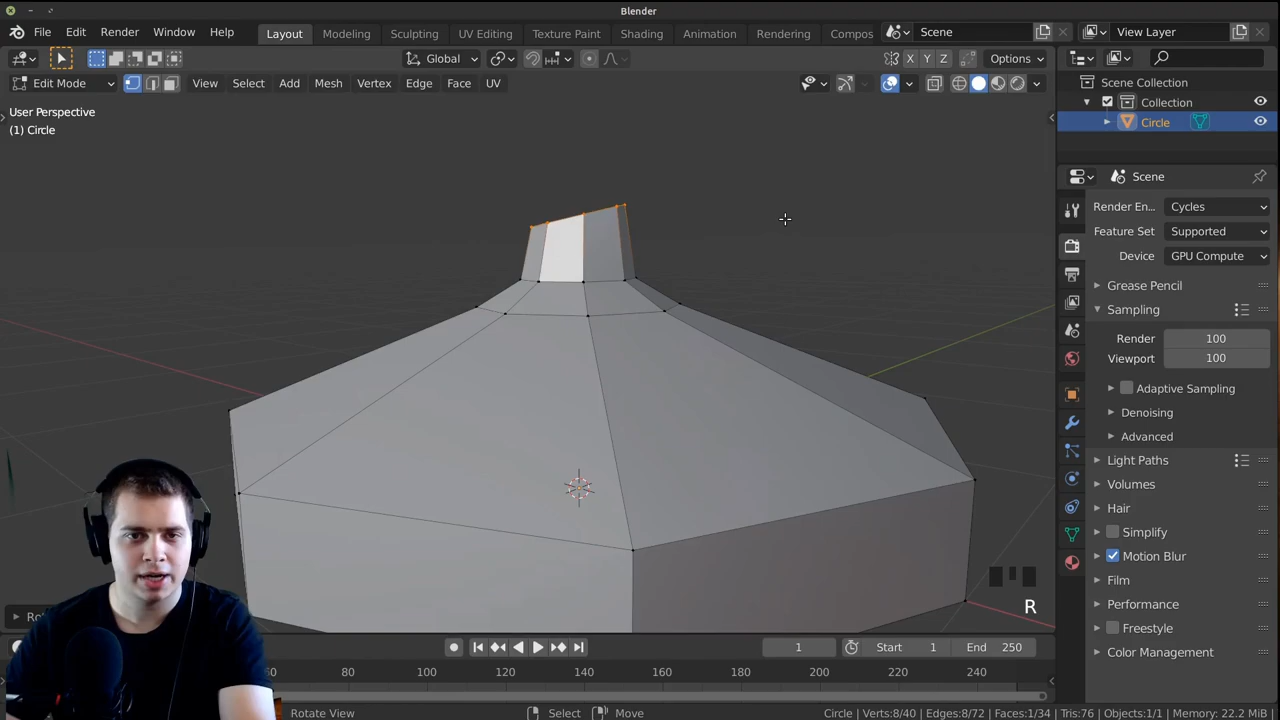 Blender
File Edit Render Window Help
Layout Modeling Sculpting UV Editing Texture Paint Shading Animation Rendering Compos
Scene View Layer
Global X Y Z Options
Edit Mode View Select Add Mesh Vertex Edge Face UV
User Perspective
(1) Circle
Scene Collection
Collection
Circle
Scene
Render En... Cycles
Feature Set Supported
Device GPU Compute
Grease Pencil
Sampling
Render 100
Viewport 100
Adaptive Sampling
Denoising
Advanced
Light Paths
Volumes
Hair
Simplify
Motion Blur
Film
Performance
Freestyle
Color Management
R
1 Start 1 End 250
60 100 120 140 160 180 200 220 240
Rotate View Select Move Circle | Verts:8/40 | Edges:8/72 | Faces:1/34 | Tris:76 | Objects:1/1 | Memory: 22.2 MiB